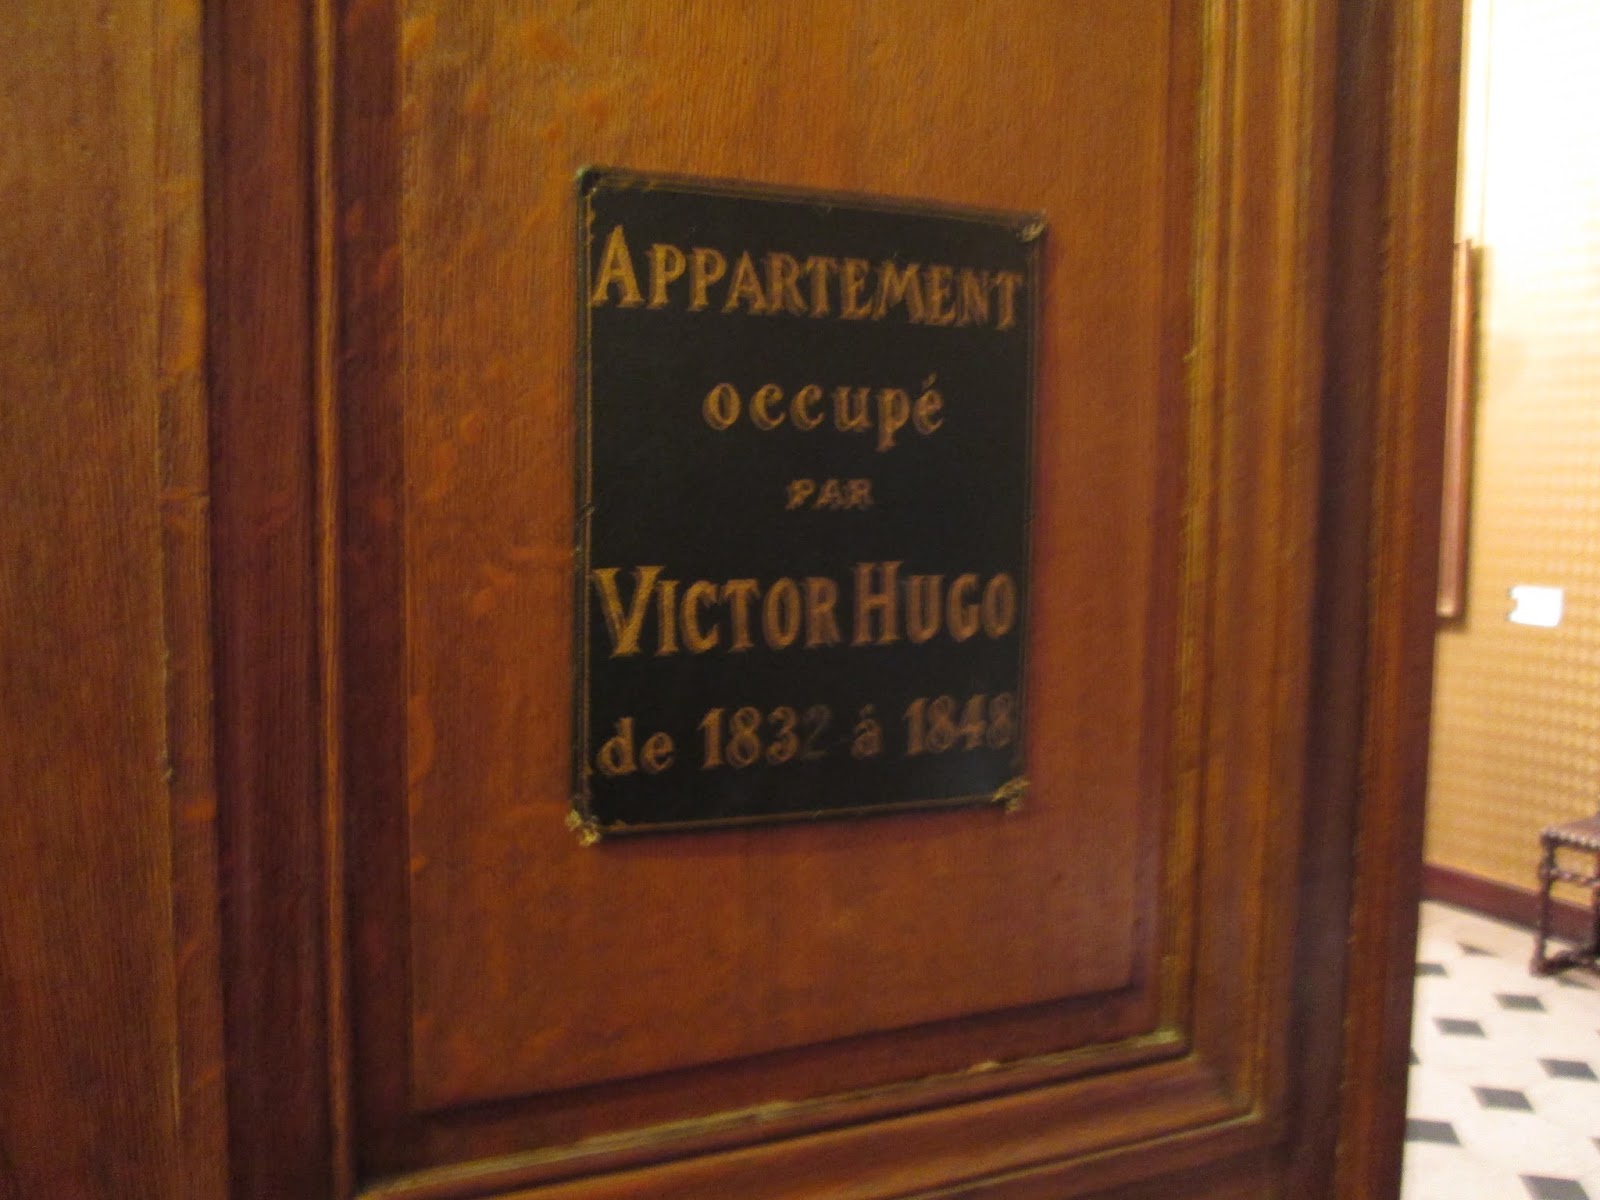 APPARTEMENT
occupé
PAR
VICTOR HUGO
de 1832 à 1848